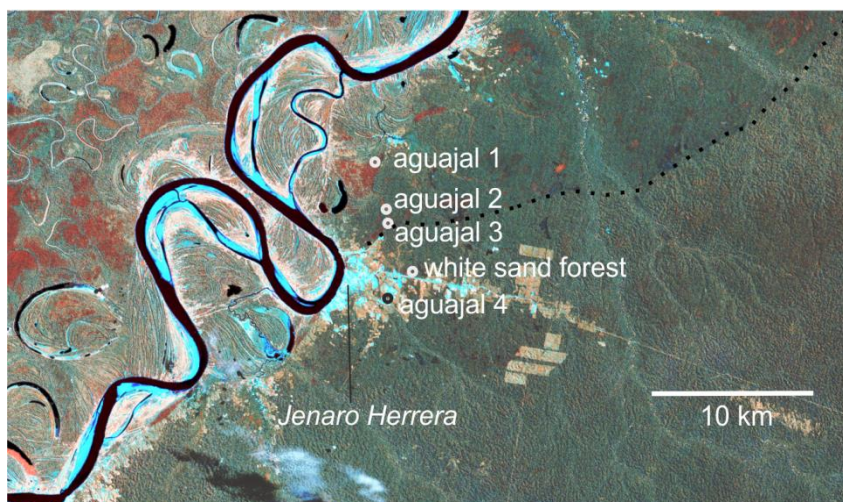 aguajal 1
aguajal 2
aguajal 3
white sand forest
aguajal 4
Jenaro Herrera
10 km